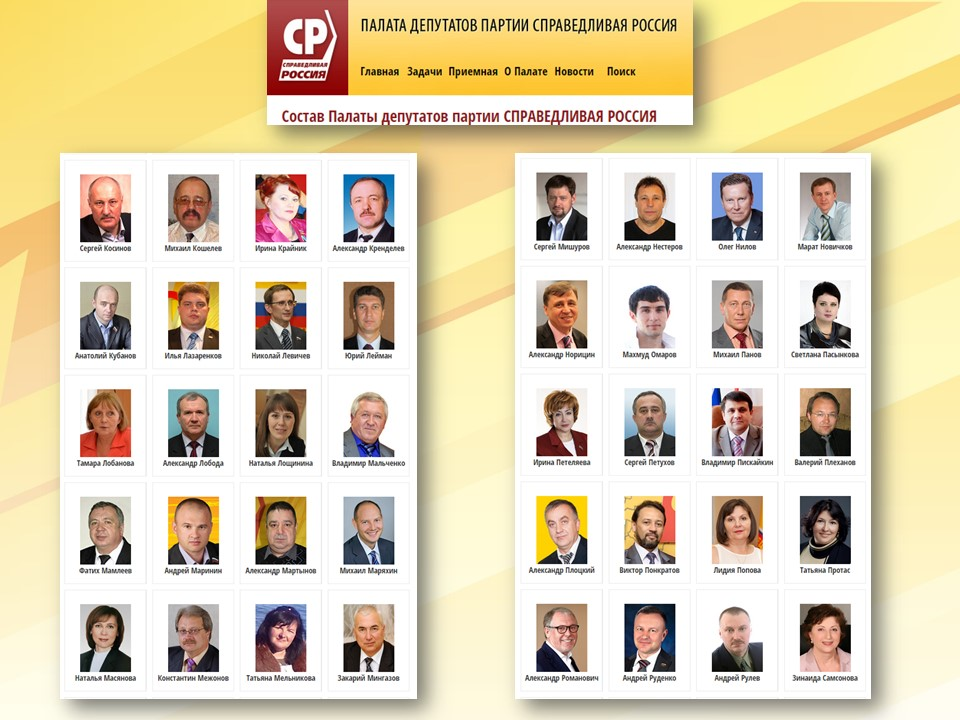 СР
СПРАВЕДЛИВАЯ
РОССИЯ
ПАЛАТА ДЕПУТАТОВ ПАРТИИ СПРАВЕДЛИВАЯ РОССИЯ
Главная Задачи Приемная О Палате Новости Поиск
Состав Палаты депутатов партии СПРАВЕДЛИВАЯ РОССИЯ
Сергей Косинов Михаил Кошелев Ирина Крайник Александр Кренделев
Анатолий Кубанов Илья Лазаренков Николай Левичев Юрий Лейман
Тамара Лобанова Александр Лобода Наталья Лощинина Владимир Мальченко
Фатих Мамлеев Андрей Маринин Александр Мартынов Михаил Маряхин
Наталья Масянова Константин Межонов Татьяна Мельникова Закарий Мингазов
Сергей Мишуров Александр Нестеров Олег Нилов Марат Новичков
Александр Норицин Махмуд Омаров Михаил Панов Светлана Пасынкова
Ирина Петеляева Сергей Петухов Владимир Пискайкин Валерий Плеханов
Александр Плоцкий Виктор Понкратов Лидия Попова Татьяна Протас
Александр Романович Андрей Руденко Андрей Рулев Зинаида Самсонова